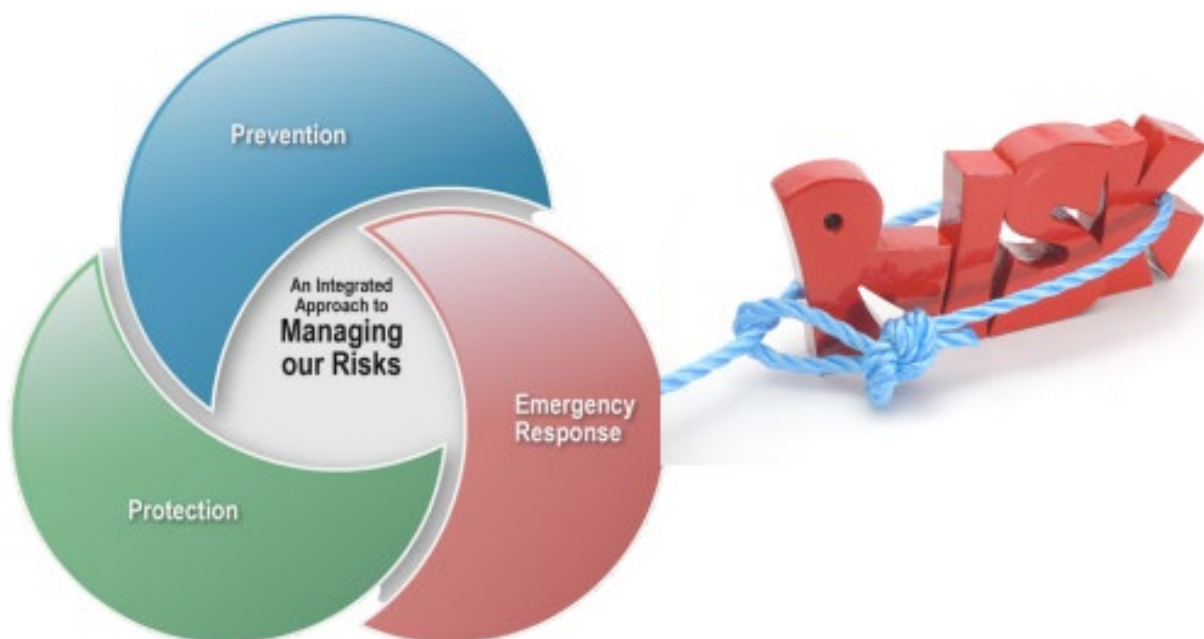 Prevention
An Integrated
Approach to
Managing
our Risks
Emergency
Response
Protection
RISK